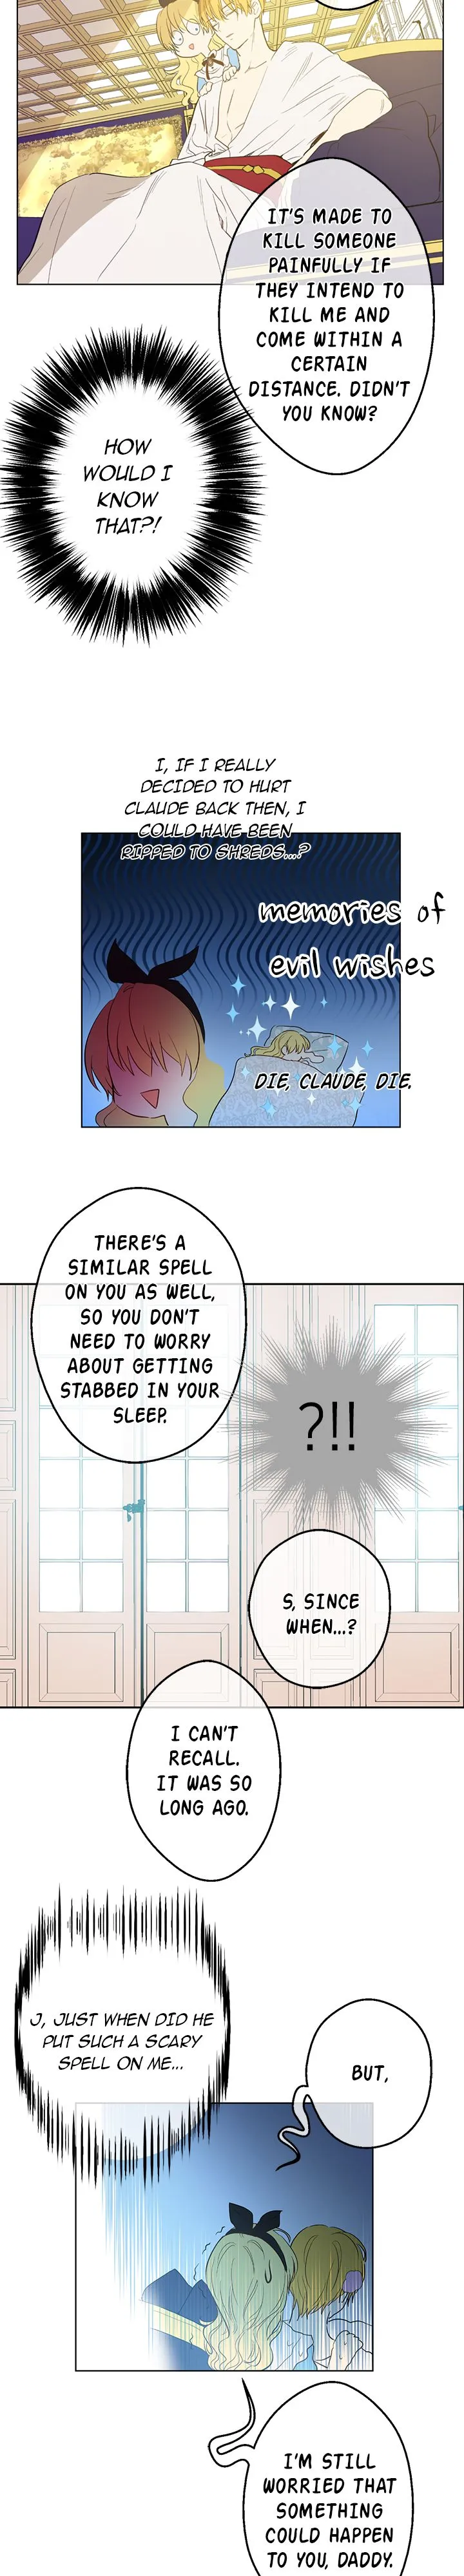 IT'S MADE TO
KILL SOMEONE
PAINFULLY IF
THEY INTEND TO
KILL ME AND
COME WITHIN A
CERTAIN
DISTANCE. DIDN'T
YOU KNOW?
HOW
WOULD I
KNOW
THAT?!
I, IF I REALLY
DECIDED TO HURT
CLAUDE BACK THEN, I
COULD HAVE BEEN
RIPPED TO SHREDS...?
memories of
evil wishes
DIE, CLAUDE, DIE.
THERE'S A
SIMILAR SPELL
ON YOU AS WELL,
SO YOU DON'T
NEED TO WORRY
ABOUT GETTING
STABBED IN YOUR
SLEEP.
?!!
S, SINCE
WHEN...?
I CAN'T
RECALL.
IT WAS SO
LONG AGO.
J, JUST WHEN DID HE
PUT SUCH A SCARY
SPELL ON ME...
BUT,
I'M STILL
WORRIED THAT
SOMETHING
COULD HAPPEN
TO YOU, DADDY.